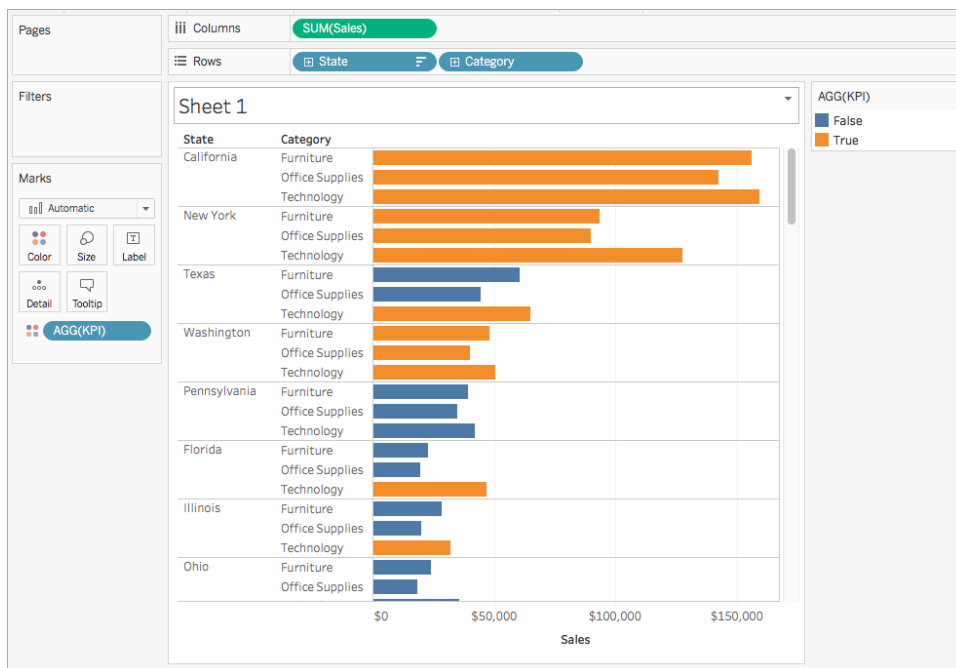 Pages
Columns
SUM(Sales)
Rows
State
Category
Filters
Marks
Automatic
Color
Size
Label
Detail
Tooltip
AGG(KPI)
Sheet 1
State
Category
California
Furniture
Office Supplies
Technology
New York
Furniture
Office Supplies
Technology
Texas
Furniture
Office Supplies
Technology
Washington
Furniture
Office Supplies
Technology
Pennsylvania
Furniture
Office Supplies
Technology
Florida
Furniture
Office Supplies
Technology
Illinois
Furniture
Office Supplies
Technology
Ohio
Furniture
Office Supplies
$0
$50,000
$100,000
$150,000
Sales
AGG(KPI)
False
True